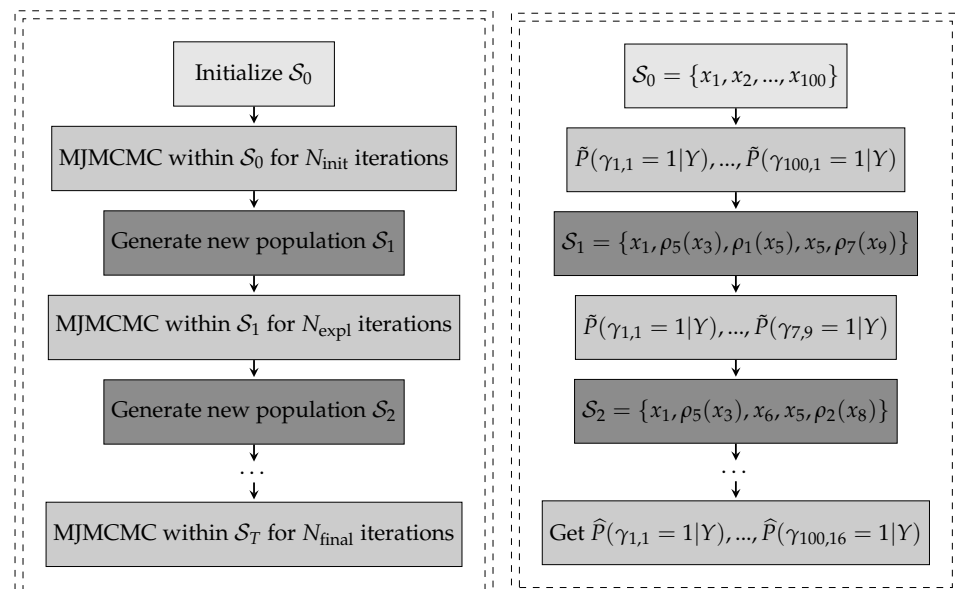 Initialize 𝒮₀
MJMCMC within 𝒮₀ for N_init iterations
Generate new population 𝒮₁
MJMCMC within 𝒮₁ for N_expl iterations
Generate new population 𝒮₂
...
MJMCMC within 𝒮_T for N_final iterations
𝒮₀ = {x₁, x₂, ..., x₁₀₀}
P̃(γ₁,₁ = 1|Y), ..., P̃(γ₁₀₀,₁ = 1|Y)
𝒮₁ = {x₁, ρ₅(x₃), ρ₁(x₅), x₅, ρ₇(x₉)}
P̃(γ₁,₁ = 1|Y), ..., P̃(γ₇,₉ = 1|Y)
𝒮₂ = {x₁, ρ₅(x₃), x₆, x₅, ρ₂(x₈)}
...
Get P̂(γ₁,₁ = 1|Y), ..., P̂(γ₁₀₀,₁₆ = 1|Y)